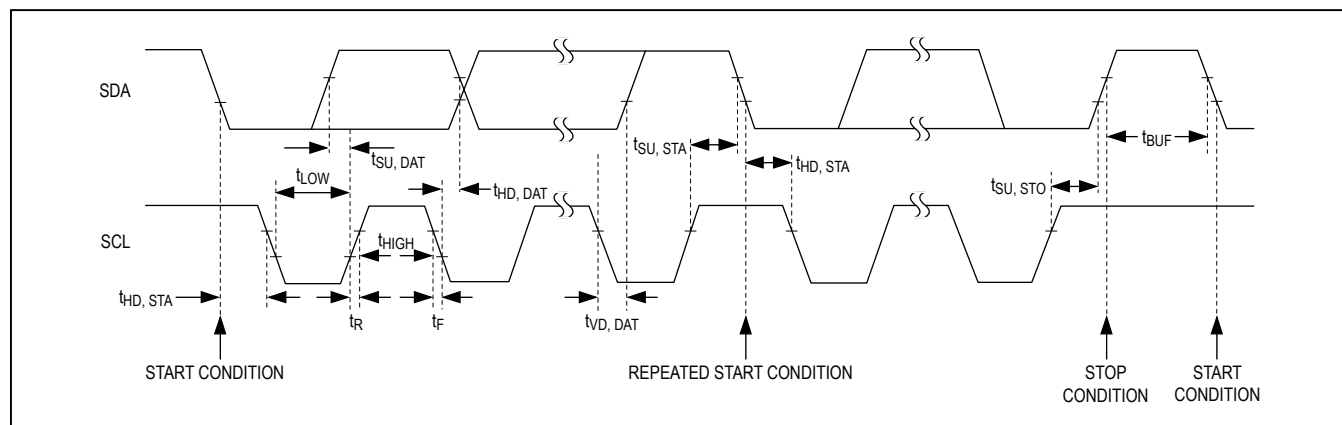 SDA
tSU, DAT
tLOW
tHD, DAT
tSU, STA
tHD, STA
tBUF
tSU, STO
SCL
tHIGH
tHD, STA
tR
tF
tVD, DAT
START CONDITION
REPEATED START CONDITION
STOP
CONDITION
START
CONDITION